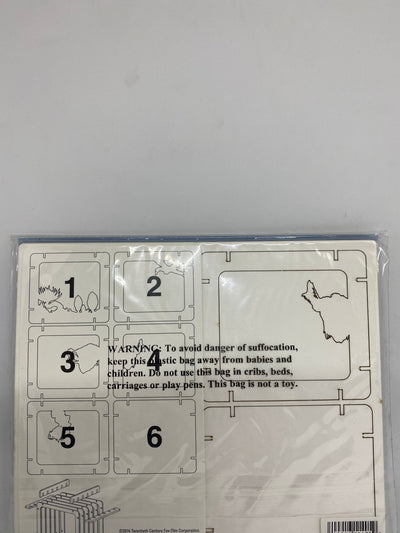 1
2
3
4
5
6
WARNING: To avoid danger of suffocation,
keep this plastic bag away from babies and
children. Do not use this bag in cribs, beds,
carriages or play pens. This bag is not a toy.
©2015 Twentieth Century Fox Film Corporation.